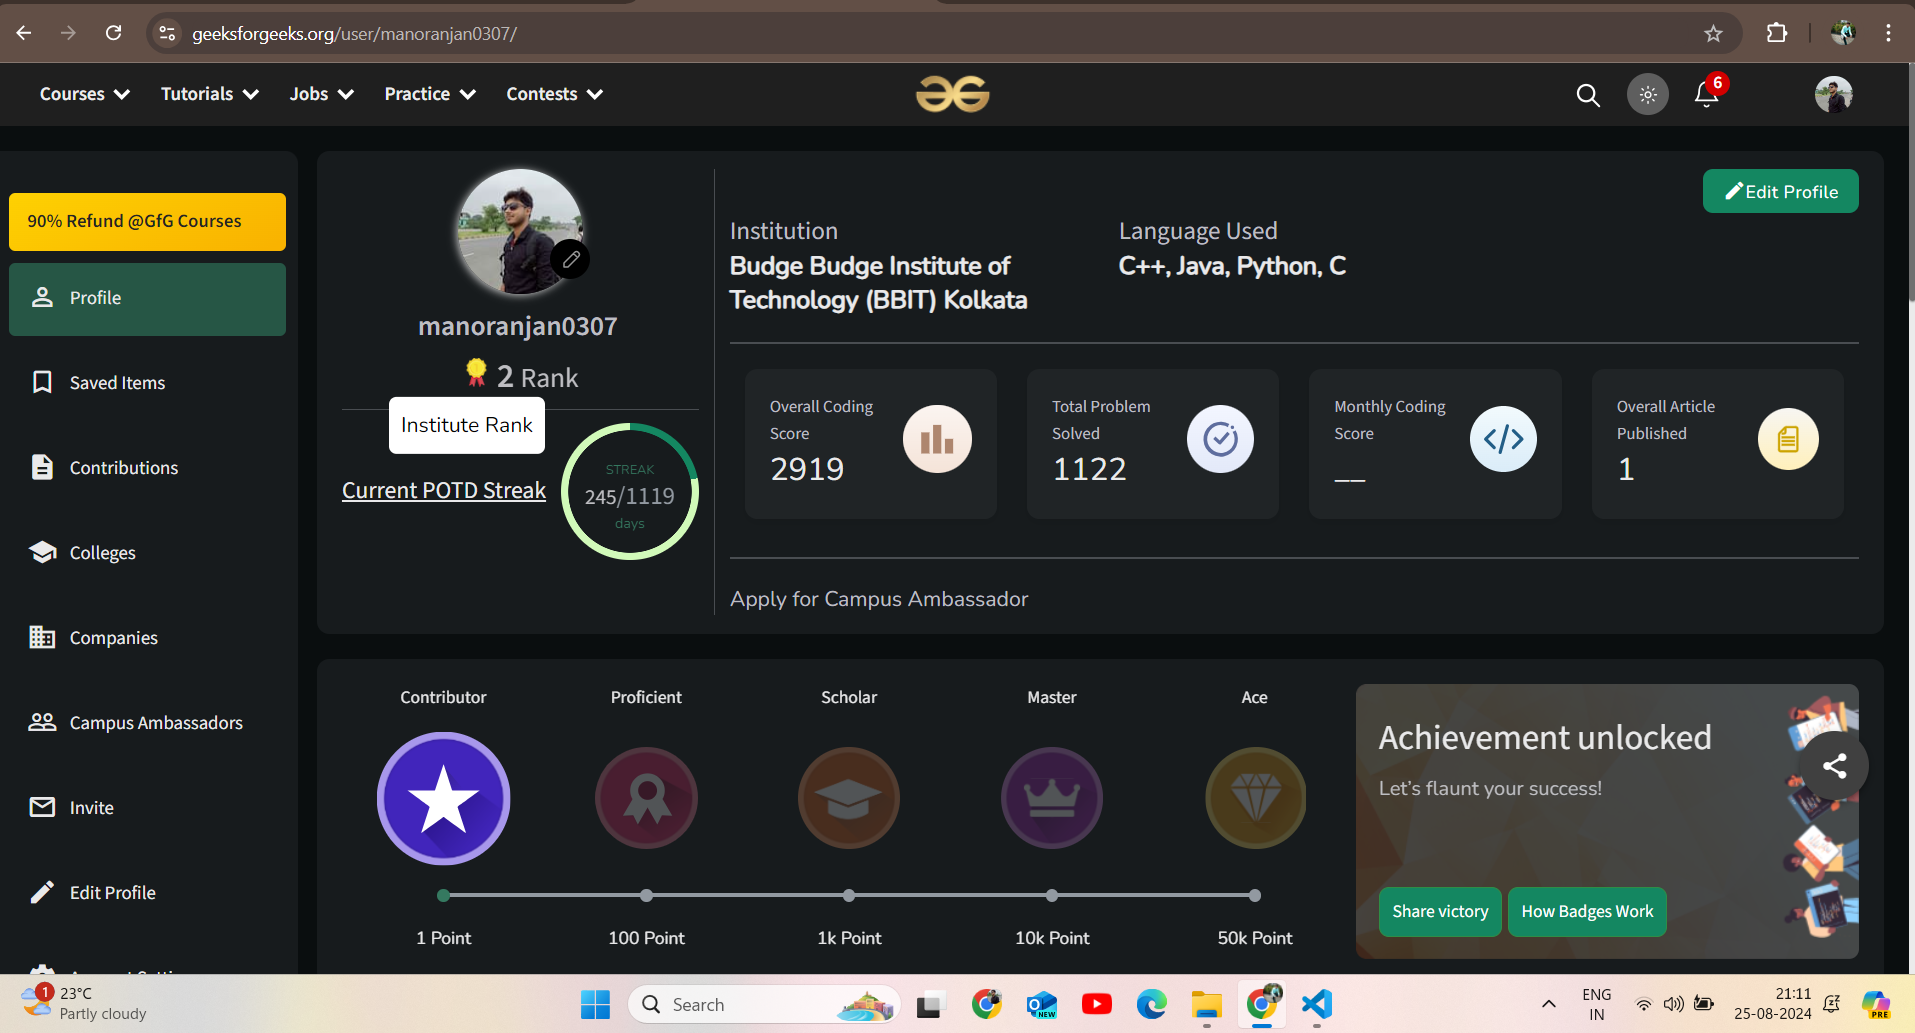 geeksforgeeks.org/user/manoranjan0307/
Courses Tutorials Jobs Practice Contests
6
90% Refund @GfG Courses
Profile
Saved Items
Contributions
Colleges
Companies
Campus Ambassadors
Invite
Edit Profile
manoranjan0307
2 Rank
Institute Rank
Current POTD Streak
STREAK
245/1119
days
Edit Profile
Institution
Budge Budge Institute of
Technology (BBIT) Kolkata
Language Used
C++, Java, Python, C
Overall Coding
Score
2919
Total Problem
Solved
1122
Monthly Coding
Score
__
Overall Article
Published
1
Apply for Campus Ambassador
Contributor Proficient Scholar Master Ace
1 Point 100 Point 1k Point 10k Point 50k Point
Achievement unlocked
Let's flaunt your success!
Share victory How Badges Work
1
23°C
Partly cloudy
Search
NEW
ENG
IN
21:11
25-08-2024
PRE